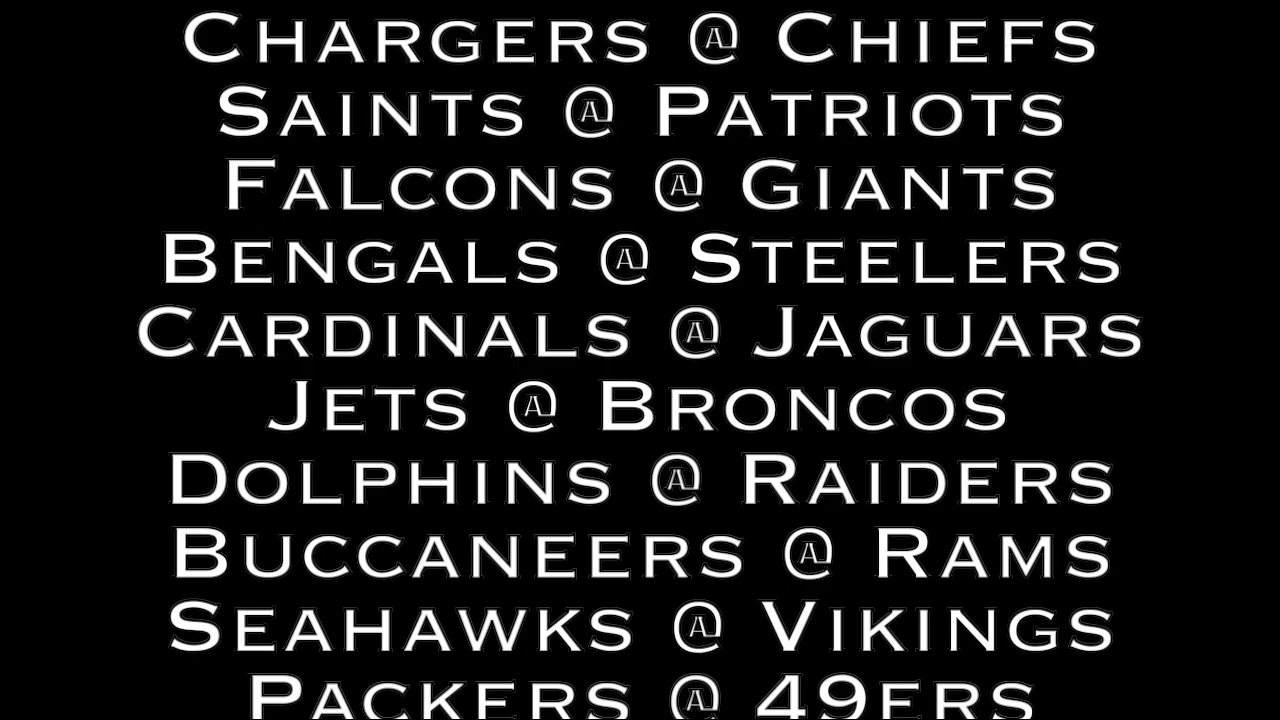 Chargers @ Chiefs
Saints @ Patriots
Falcons @ Giants
Bengals @ Steelers
Cardinals @ Jaguars
Jets @ Broncos
Dolphins @ Raiders
Buccaneers @ Rams
Seahawks @ Vikings
Packers @ 49ers